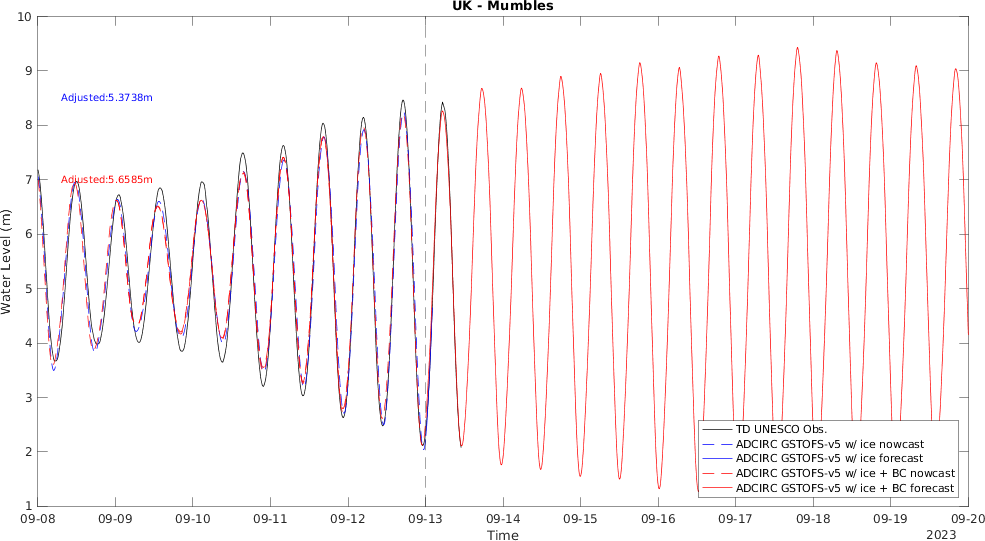 UK - Mumbles
10
9
8
7
6
5
4
3
2
1
Water Level (m)
Adjusted:5.3738m
Adjusted:5.6585m
TD UNESCO Obs.
ADCIRC GSTOFS-v5 w/ ice nowcast
ADCIRC GSTOFS-v5 w/ ice forecast
ADCIRC GSTOFS-v5 w/ ice + BC nowcast
ADCIRC GSTOFS-v5 w/ ice + BC forecast
09-08 09-09 09-10 09-11 09-12 09-13 09-14 09-15 09-16 09-17 09-18 09-19 09-20
Time
2023